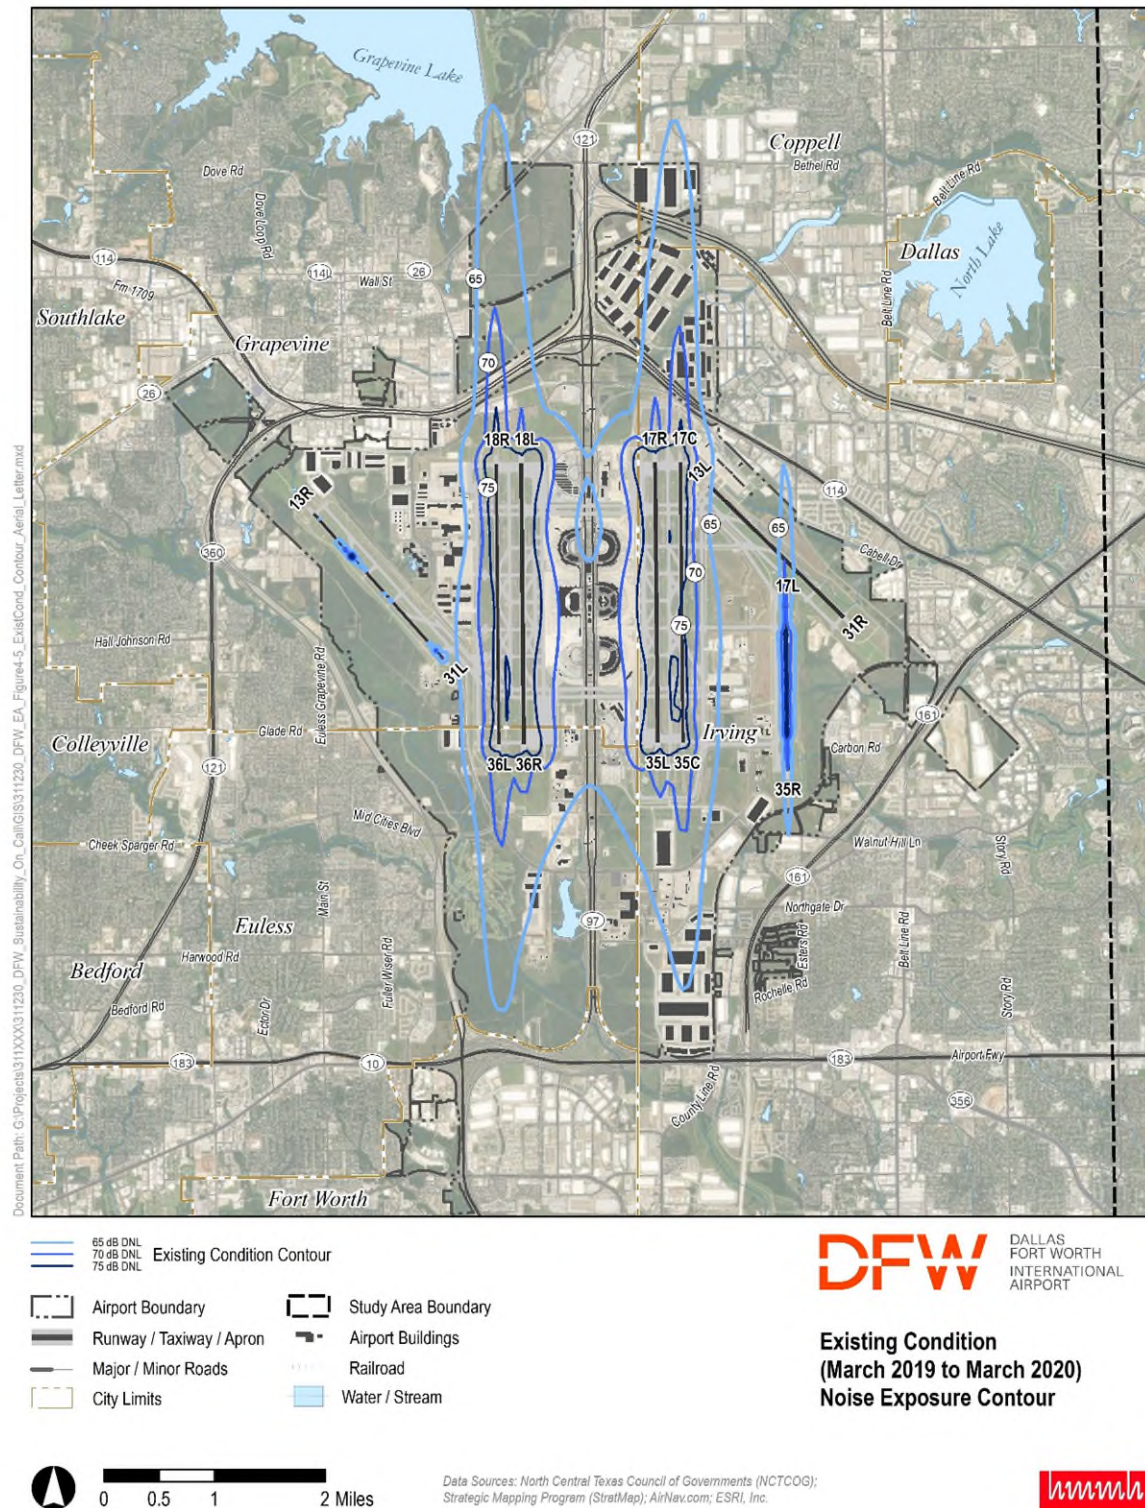 Grapevine Lake
121
Coppell
Bethel Rd
Dove Rd
Dove Loop Rd
Belt Line Rd
Dallas
North Lake
114
Fm 1709
114L
Wall St
26
65
Belt Line Rd
Southlake
Grapevine
70
26
18R 18L
17R 17C
75
13L
13R
114
65
65
360
Cabell Dr
70
17L
75
31R
Hall Johnson Rd
31L
Euless Grapevine Rd
161
Glade Rd
Irving
Colleyville
Carbon Rd
121
36L 36R
35L 35C
35R
Mid Cities Blvd
Cheek Sparger Rd
Walnut Hill Ln
Story Rd
161
Main St
Northgate Dr
Euless
97
Esters Rd
Belt Line Rd
Harwood Rd
Fuller Wiser Rd
Bedford
Rochelle Rd
Bedford Rd
Ector Dr
Story Rd
183
10
183
Airport Fwy
County Line Rd
356
Fort Worth
Document Path: G:\Projects\311XXX\311230_DFW_Sustainability_On_Call\GIS\311230_DFW_EA_Figure4-5_ExistCond_Contour_Aerial_Letter.mxd
65 dB DNL
70 dB DNL
75 dB DNL
Existing Condition Contour
Airport Boundary
Study Area Boundary
Runway / Taxiway / Apron
Airport Buildings
Major / Minor Roads
Railroad
City Limits
Water / Stream
DFW
DALLAS
FORT WORTH
INTERNATIONAL
AIRPORT
Existing Condition
(March 2019 to March 2020)
Noise Exposure Contour
0 0.5 1 2 Miles
Data Sources: North Central Texas Council of Governments (NCTCOG);
Strategic Mapping Program (StratMap); AirNav.com; ESRI, Inc.
hmmh